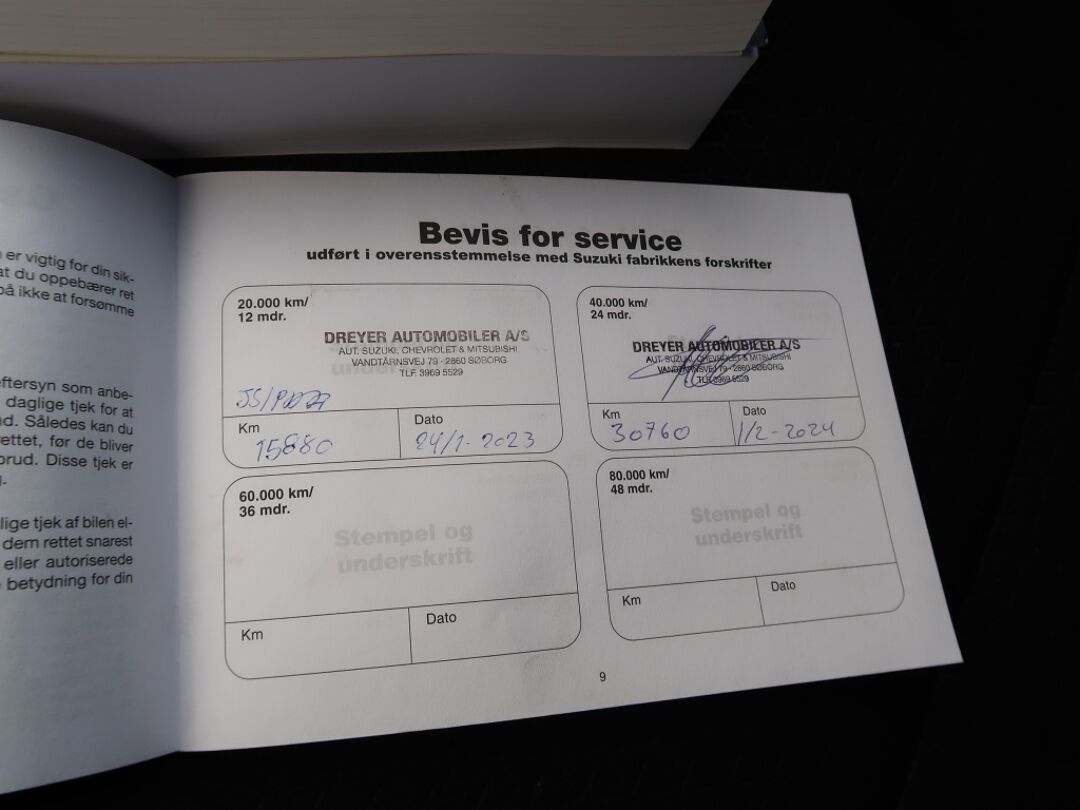 er vigtig for din sik-
at du oppebærer ret
på ikke at forsømme
eftersyn som anbe-
daglige tjek for at
Således kan du
rettet, før de bliver
brud. Disse tjek er
lige tjek af bilen el-
dem rettet snarest
eller autoriserede
betydning for din
Bevis for service
udført i overensstemmelse med Suzuki fabrikkens forskrifter
20.000 km/
12 mdr.
DREYER AUTOMOBILER A/S
AUT. SUZUKI, CHEVROLET & MITSUBISHI
VANDTÅRNSVEJ 79 - 2860 SØBORG
TLF. 3969 5529
Km
15880
Dato
24/1-2023
40.000 km/
24 mdr.
DREYER AUTOMOBILER A/S
AUT. SUZUKI, CHEVROLET & MITSUBISHI
VANDTÅRNSVEJ 79 - 2860 SØBORG
TLF. 3969 5529
Km
30760
Dato
1/2-2024
60.000 km/
36 mdr.
Stempel og
underskrift
Km
Dato
80.000 km/
48 mdr.
Stempel og
underskrift
Km
Dato
9